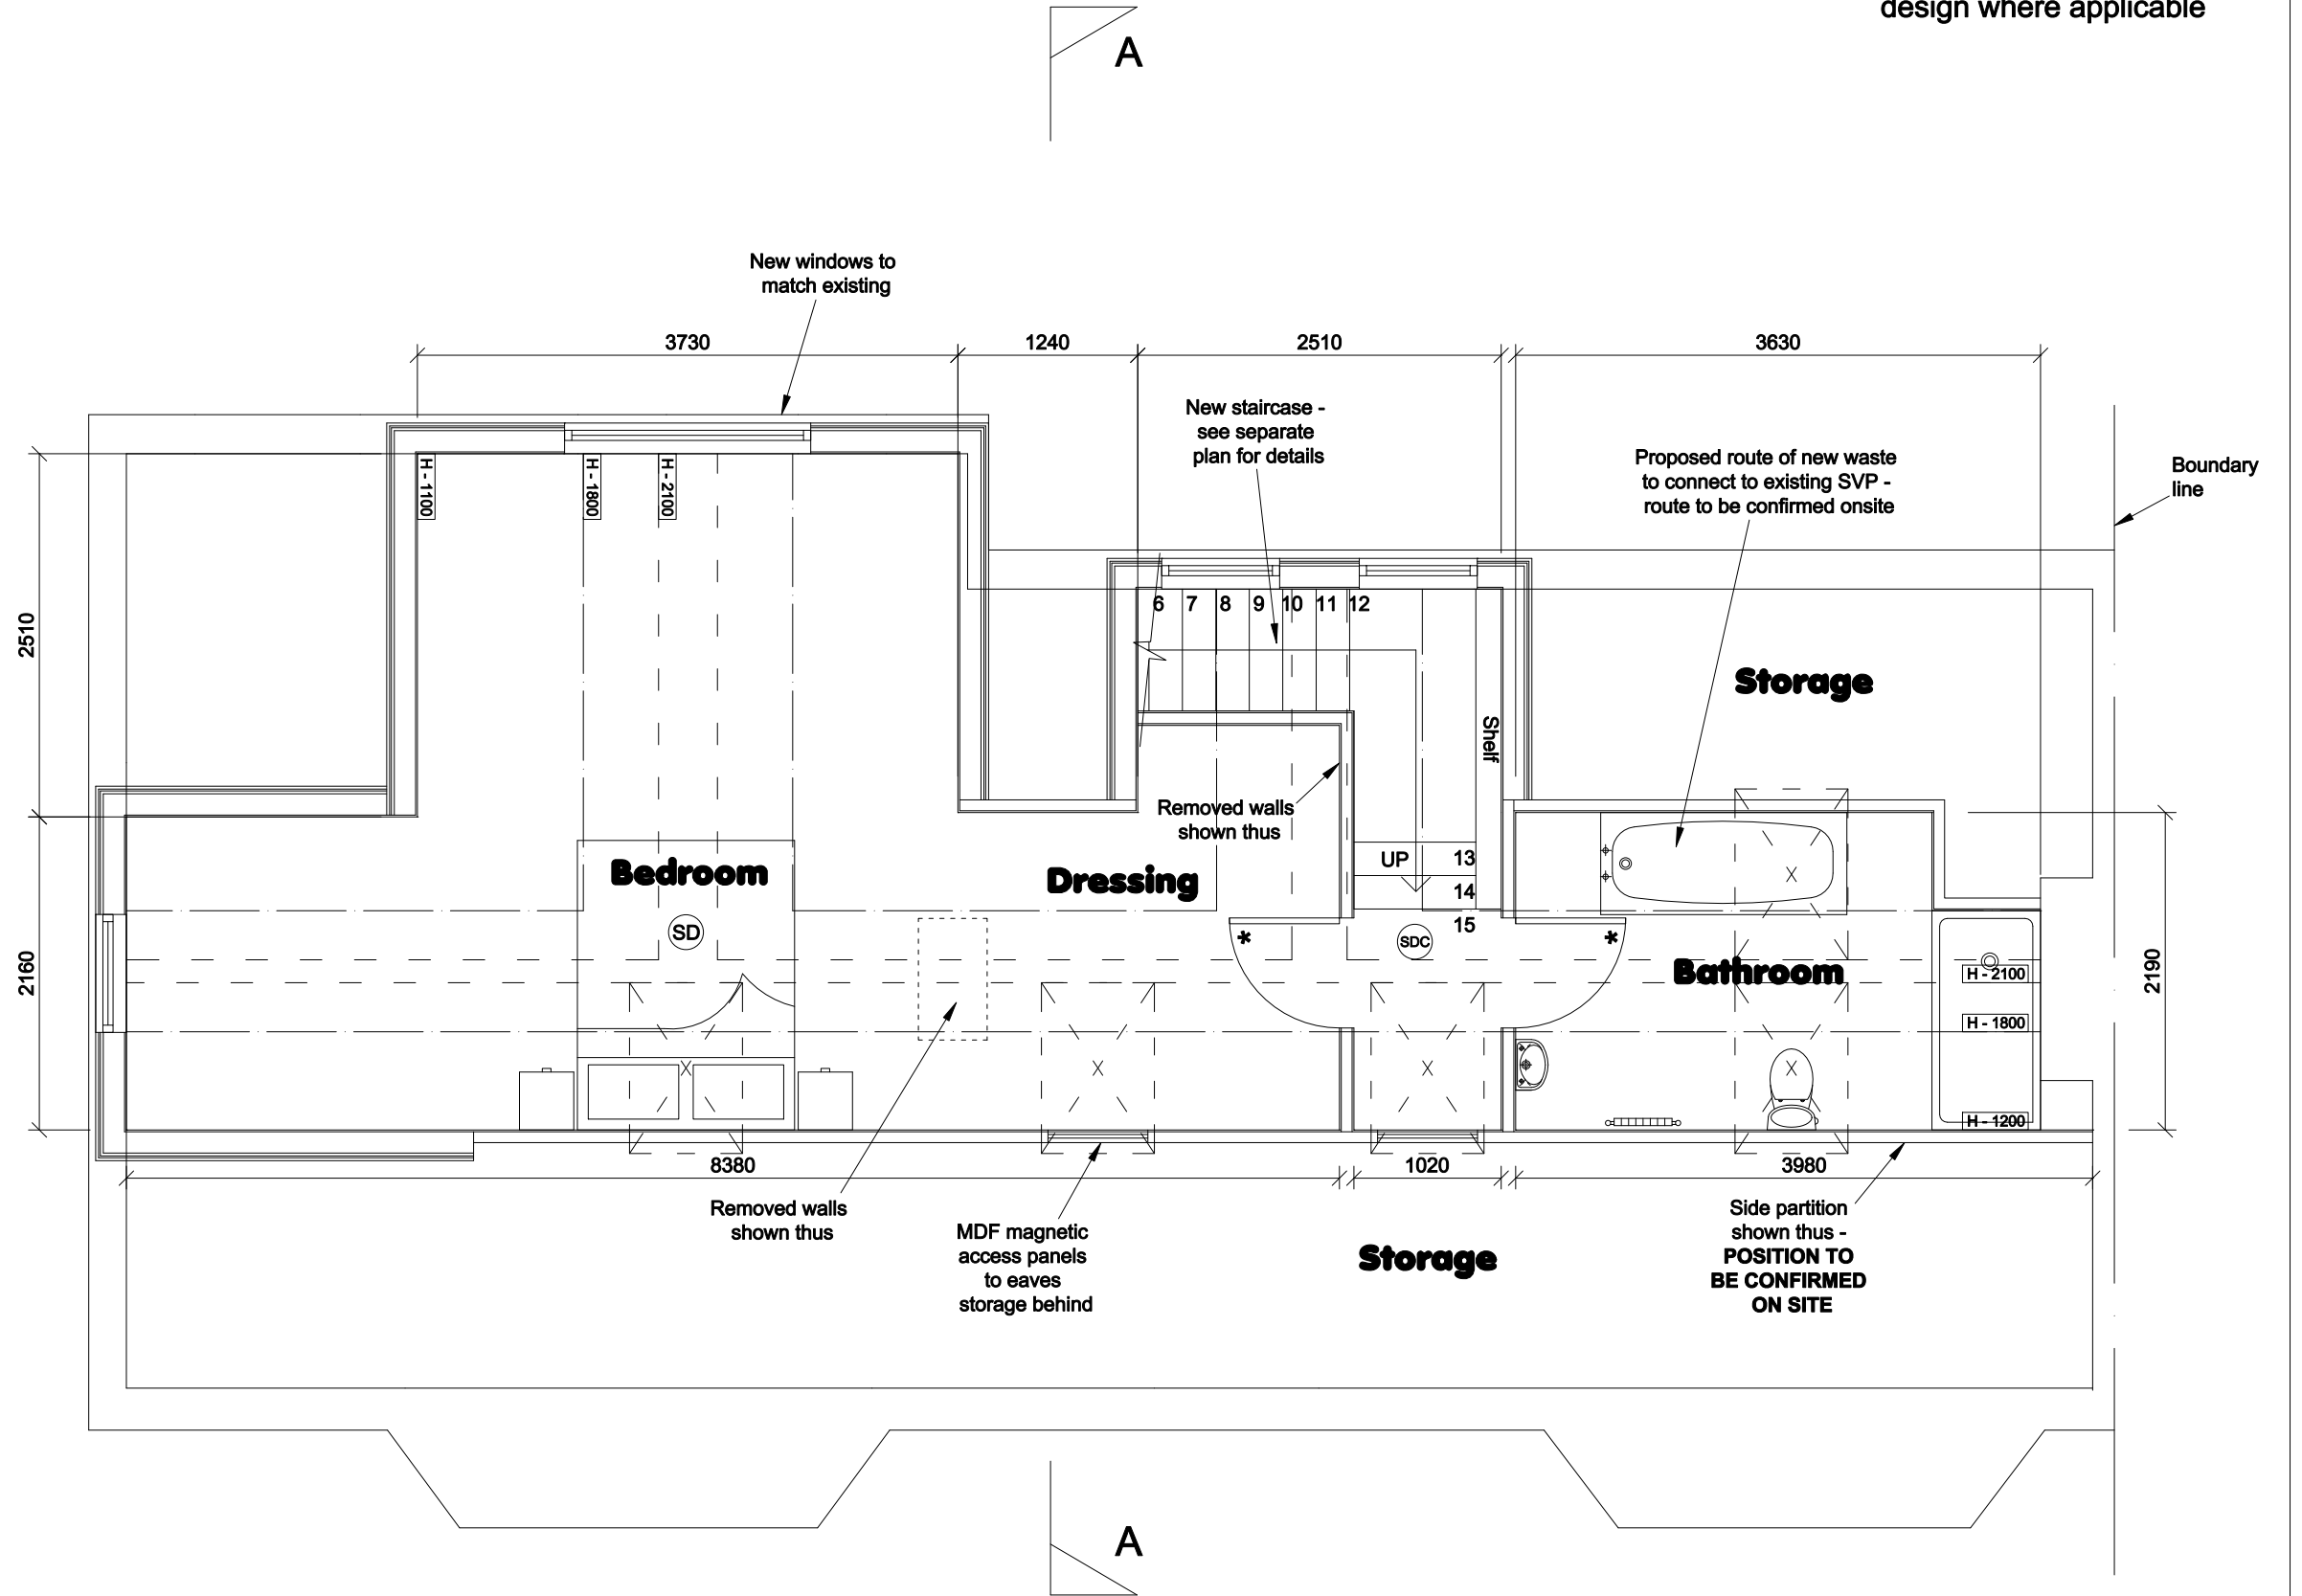 design where applicable
A
New windows to
match existing
3730
1240
2510
3630
New staircase -
see separate
plan for details
Proposed route of new waste
to connect to existing SVP -
route to be confirmed onsite
Boundary
line
H - 1100
H - 1800
H - 2100
6 7 8 9 10 11 12
2510
Storage
Shelf
Removed walls
shown thus
UP
13
14
15
Bedroom
Dressing
SD
*
SDC
*
Bathroom
H - 2100
H - 1800
H - 1200
2160
2190
8380
1020
3980
Removed walls
shown thus
MDF magnetic
access panels
to eaves
storage behind
Storage
Side partition
shown thus -
POSITION TO
BE CONFIRMED
ON SITE
A